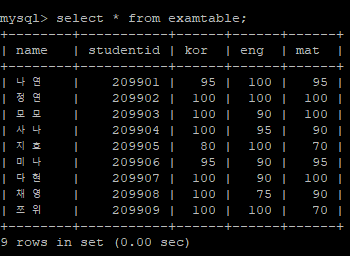 mysql> select * from examtable;
+--------+-----------+------+------+------+
| name | studentid | kor | eng | mat |
+--------+-----------+------+------+------+
| 나연 | 209901 | 95 | 100 | 95 |
| 정연 | 209902 | 100 | 100 | 100 |
| 모모 | 209903 | 100 | 90 | 100 |
| 사나 | 209904 | 100 | 95 | 90 |
| 지효 | 209905 | 80 | 100 | 70 |
| 미나 | 209906 | 95 | 90 | 95 |
| 다현 | 209907 | 100 | 90 | 100 |
| 채영 | 209908 | 100 | 75 | 90 |
| 쯔위 | 209909 | 100 | 100 | 70 |
+--------+-----------+------+------+------+
9 rows in set (0.00 sec)